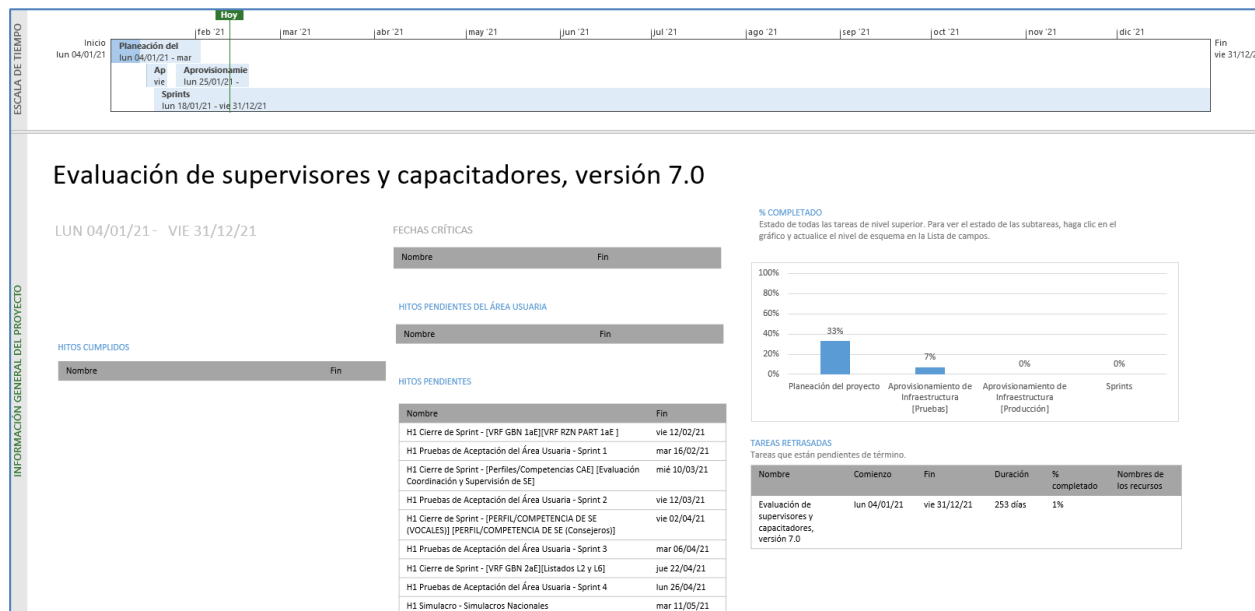 Hoy
feb '21 mar '21 abr '21 may '21 jun '21 jul '21 ago '21 sep '21 oct '21 nov '21 dic '21
ESCALA DE TIEMPO
Inicio
lun 04/01/21
Planeación del
lun 04/01/21 - mar
Ap
vie
Aprovisionamie
lun 25/01/21 -
Sprints
lun 18/01/21 - vie 31/12/21
Fin
vie 31/12/2
INFORMACIÓN GENERAL DEL PROYECTO
Evaluación de supervisores y capacitadores, versión 7.0
LUN 04/01/21 - VIE 31/12/21
HITOS CUMPLIDOS
Nombre Fin
FECHAS CRÍTICAS
Nombre Fin
HITOS PENDIENTES DEL ÁREA USUARIA
Nombre Fin
HITOS PENDIENTES
Nombre Fin
H1 Cierre de Sprint - [VRF GBN 1aE][VRF RZN PART 1aE ] vie 12/02/21
H1 Pruebas de Aceptación del Área Usuaria - Sprint 1 mar 16/02/21
H1 Cierre de Sprint - [Perfiles/Competencias CAE] [Evaluación mié 10/03/21
Coordinación y Supervisión de SE]
H1 Pruebas de Aceptación del Área Usuaria - Sprint 2 vie 12/03/21
H1 Cierre de Sprint - [PERFIL/COMPETENCIA DE SE vie 02/04/21
(VOCALES)] [PERFIL/COMPETENCIA DE SE (Consejeros)]
H1 Pruebas de Aceptación del Área Usuaria - Sprint 3 mar 06/04/21
H1 Cierre de Sprint - [VRF GBN 2aE][Listados L2 y L6] jue 22/04/21
H1 Pruebas de Aceptación del Área Usuaria - Sprint 4 lun 26/04/21
H1 Simulacro - Simulacros Nacionales mar 11/05/21
% COMPLETADO
Estado de todas las tareas de nivel superior. Para ver el estado de las subtareas, haga clic en el
gráfico y actualice el nivel de esquema en la Lista de campos.
100%
80%
60%
40%
20%
0%
33% 7% 0% 0%
Planeación del proyecto Aprovisionamiento de Aprovisionamiento de Sprints
Infraestructura Infraestructura
[Pruebas] [Producción]
TAREAS RETRASADAS
Tareas que están pendientes de término.
Nombre Comienzo Fin Duración % Nombres de
completado los recursos
Evaluación de lun 04/01/21 vie 31/12/21 253 días 1%
supervisores y
capacitadores,
versión 7.0